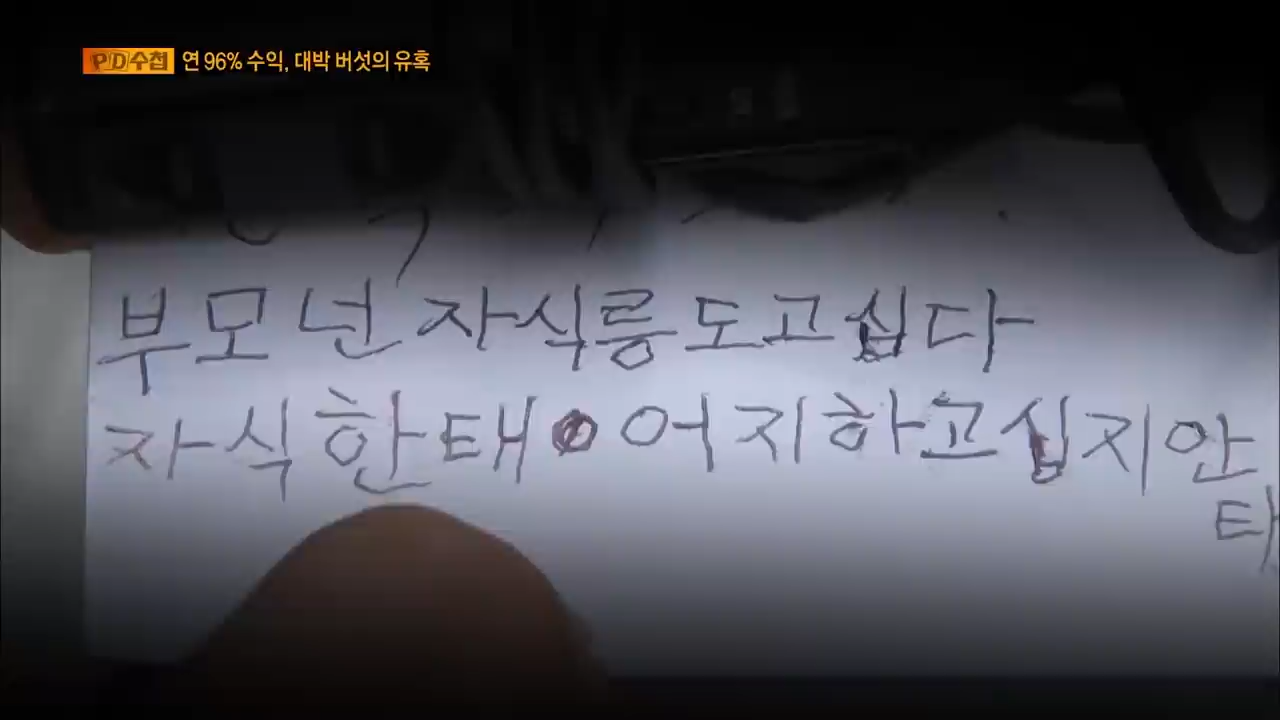 PD수첩 연 96% 수익, 대박 버섯의 유혹
부모넌 자식릉도고십다
자식한태 어지하고십지안
태